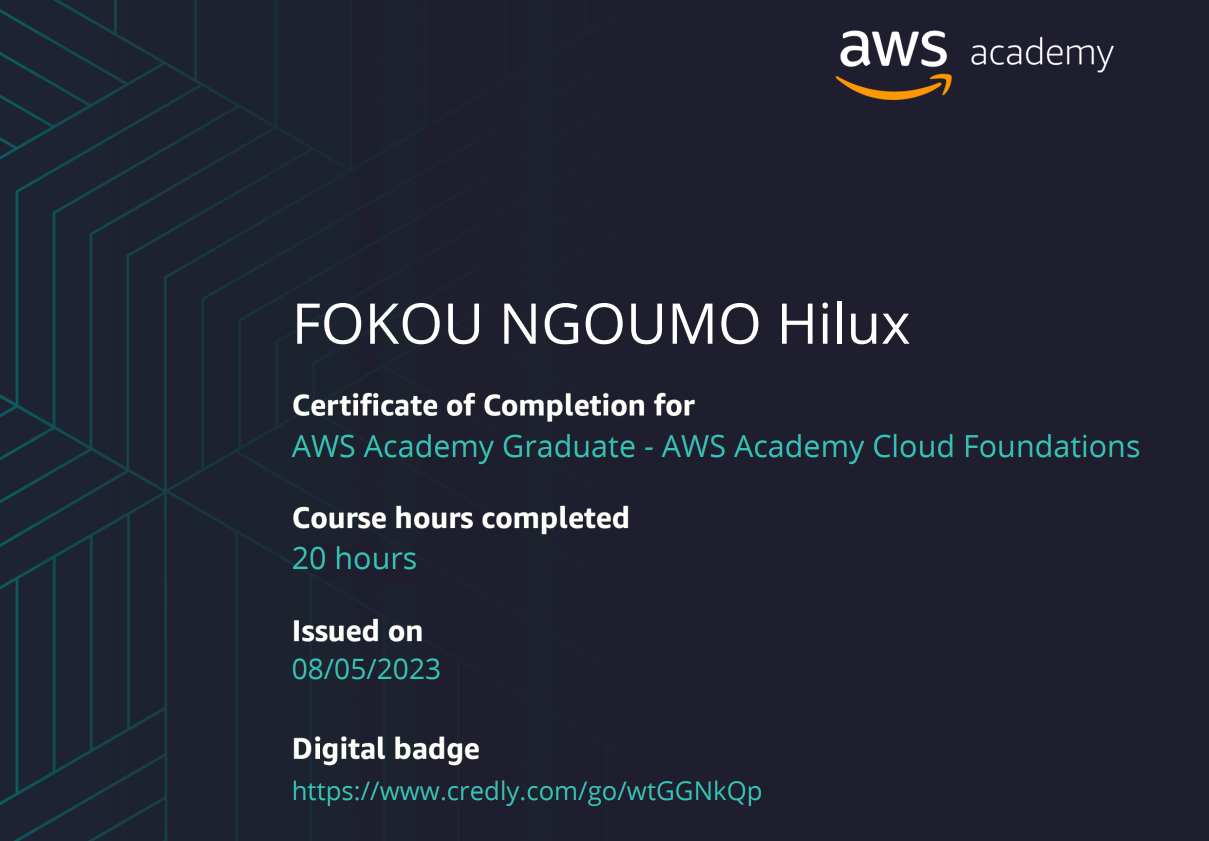 aws academy
FOKOU NGOUMO Hilux
Certificate of Completion for
AWS Academy Graduate - AWS Academy Cloud Foundations
Course hours completed
20 hours
Issued on
08/05/2023
Digital badge
https://www.credly.com/go/wtGGNkQp